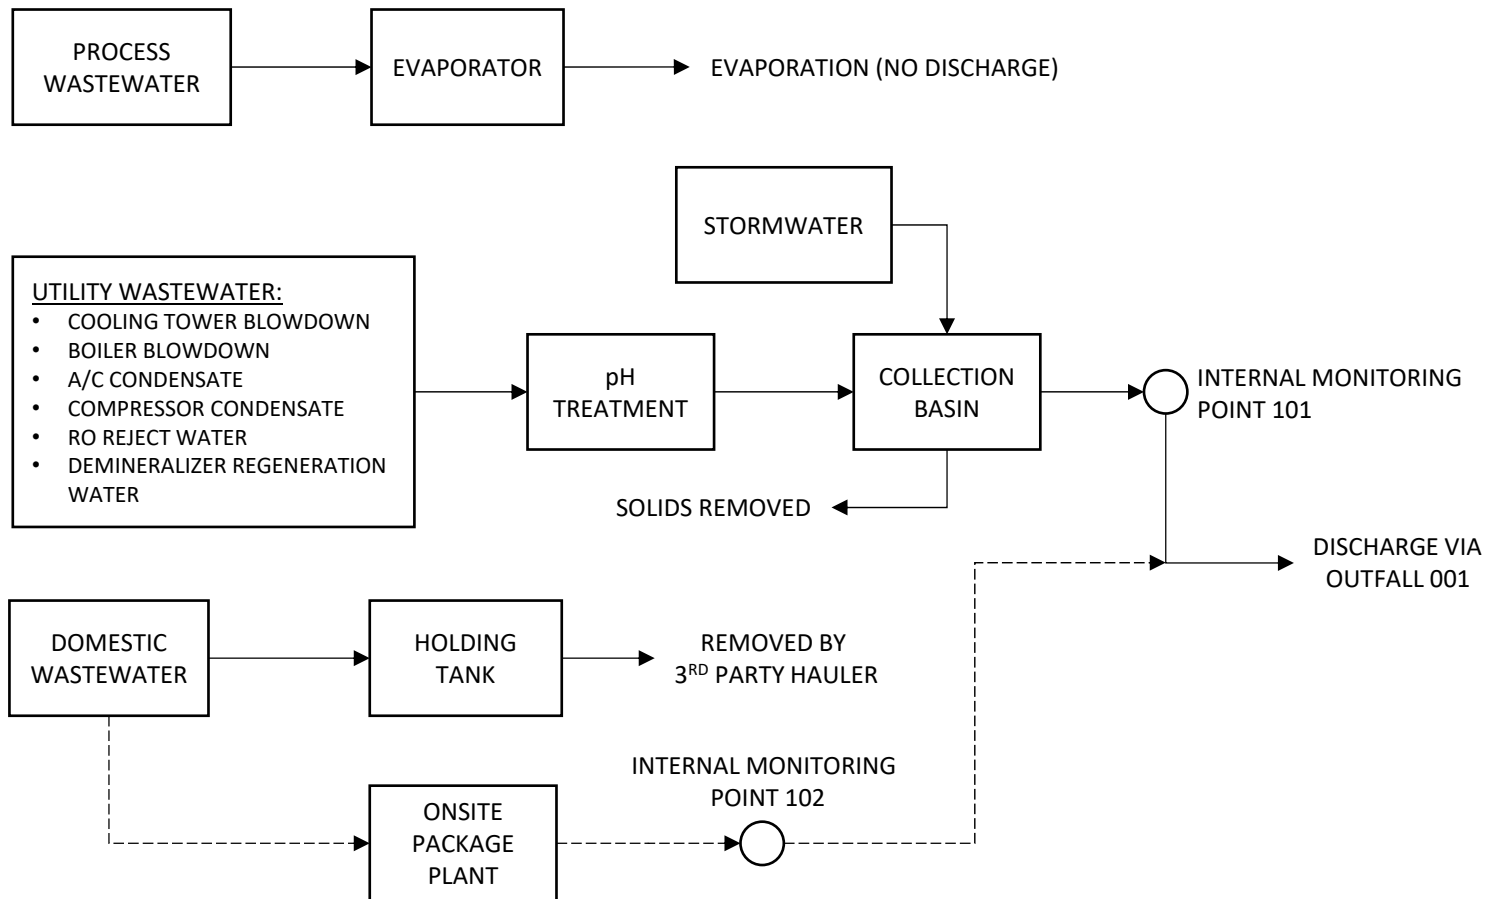 PROCESS
WASTEWATER
EVAPORATOR
EVAPORATION (NO DISCHARGE)
STORMWATER
UTILITY WASTEWATER:
• COOLING TOWER BLOWDOWN
• BOILER BLOWDOWN
• A/C CONDENSATE
• COMPRESSOR CONDENSATE
• RO REJECT WATER
• DEMINERALIZER REGENERATION
WATER
pH
TREATMENT
COLLECTION
BASIN
INTERNAL MONITORING
POINT 101
SOLIDS REMOVED
DISCHARGE VIA
OUTFALL 001
DOMESTIC
WASTEWATER
HOLDING
TANK
REMOVED BY
3RD PARTY HAULER
INTERNAL MONITORING
POINT 102
ONSITE
PACKAGE
PLANT